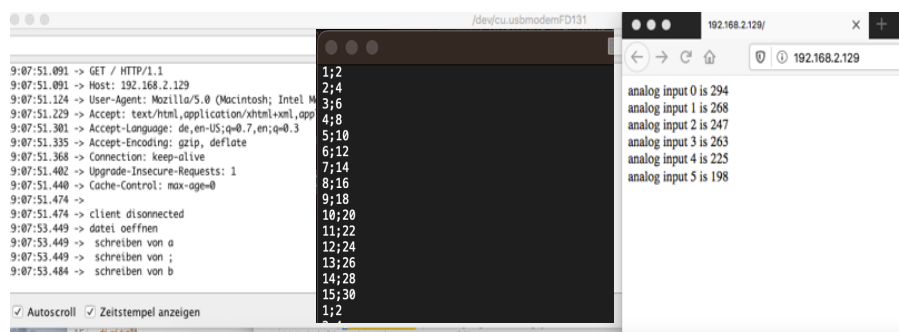 /dev/cu.usbmodemFD131
9:07:51.091 -> GET / HTTP/1.1
9:07:51.091 -> Host: 192.168.2.129
9:07:51.124 -> User-Agent: Mozilla/5.0 (Macintosh; Intel M
9:07:51.229 -> Accept: text/html,application/xhtml+xml,app
9:07:51.301 -> Accept-Language: de,en-US;q=0.7,en;q=0.3
9:07:51.335 -> Accept-Encoding: gzip, deflate
9:07:51.368 -> Connection: keep-alive
9:07:51.402 -> Upgrade-Insecure-Requests: 1
9:07:51.440 -> Cache-Control: max-age=0
9:07:51.474 ->
9:07:51.474 -> client disonnected
9:07:53.449 -> datei oeffnen
9:07:53.449 -> schreiben von a
9:07:53.449 -> schreiben von ;
9:07:53.484 -> schreiben von b
Autoscroll Zeitstempel anzeigen
1;2
2;4
3;6
4;8
5;10
6;12
7;14
8;16
9;18
10;20
11;22
12;24
13;26
14;28
15;30
1;2
192.168.2.129/
192.168.2.129
analog input 0 is 294
analog input 1 is 268
analog input 2 is 247
analog input 3 is 263
analog input 4 is 225
analog input 5 is 198